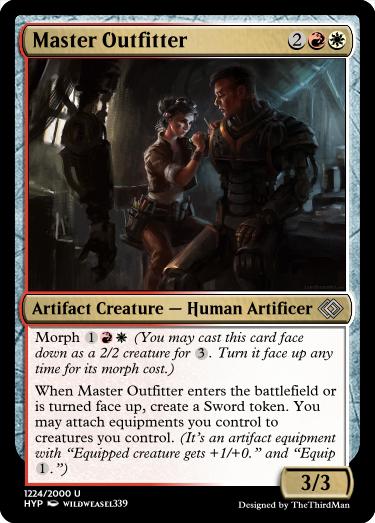 Master Outfitter 2
Artifact Creature — Human Artificer
Morph 1 (You may cast this card face
down as a 2/2 creature for 3. Turn it face up any
time for its morph cost.)
When Master Outfitter enters the battlefield or
is turned face up, create a Sword token. You
may attach equipments you control to
creatures you control. (It's an artifact
equipment with "Equipped creature gets +1/+0." and "Equip
1.")
3/3
1224/2000 U
HYP WILDWEASEL339
Designed by TheThirdMan